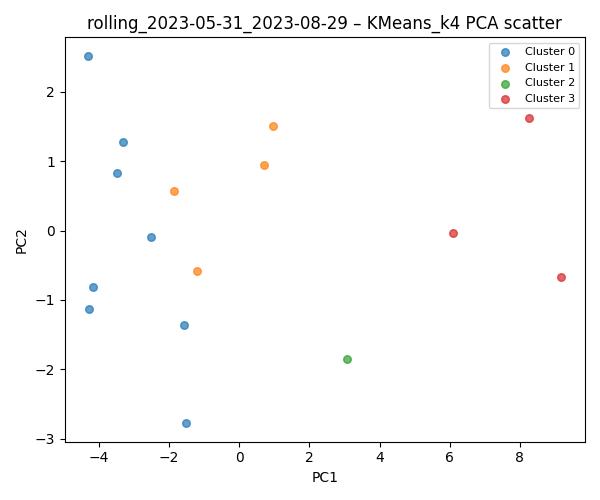 rolling_2023-05-31_2023-08-29 – KMeans_k4 PCA scatter
Cluster 0
Cluster 1
Cluster 2
Cluster 3
2
1
0
−1
−2
−3
PC2
−4
−2
0
2
4
6
8
PC1